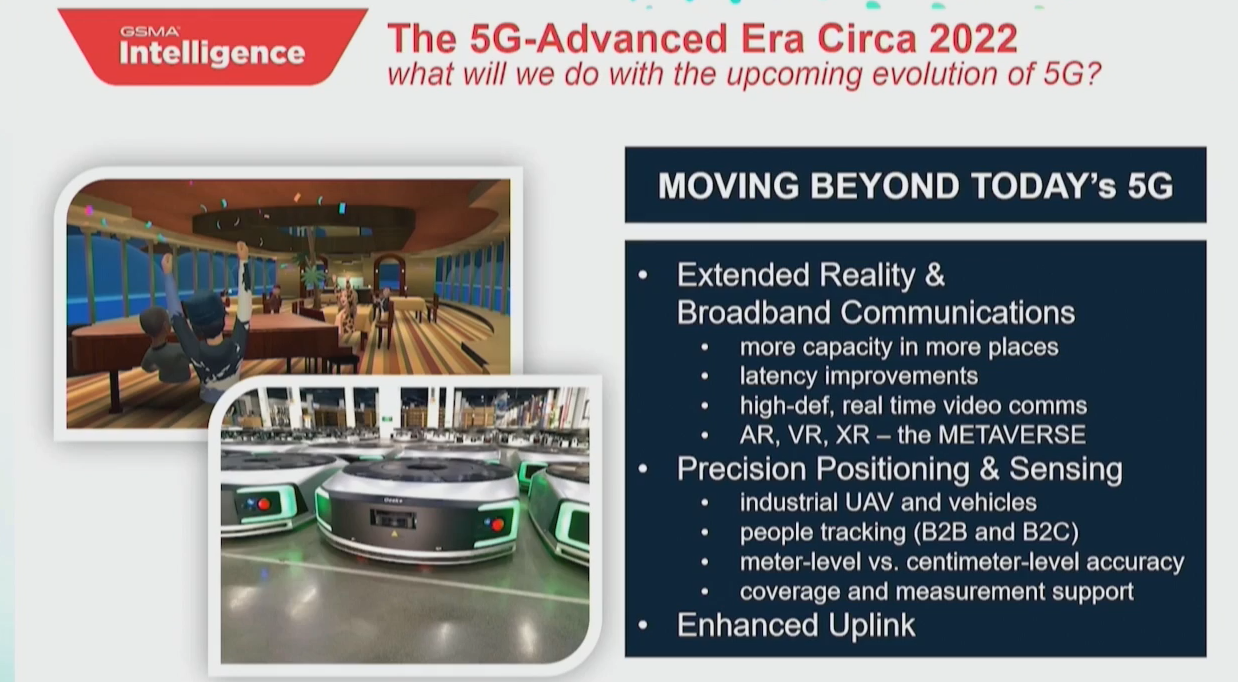 GSMA
Intelligence
The 5G-Advanced Era Circa 2022
what will we do with the upcoming evolution of 5G?
MOVING BEYOND TODAY's 5G
• Extended Reality &
Broadband Communications
• more capacity in more places
• latency improvements
• high-def, real time video comms
• AR, VR, XR – the METAVERSE
• Precision Positioning & Sensing
• industrial UAV and vehicles
• people tracking (B2B and B2C)
• meter-level vs. centimeter-level accuracy
• coverage and measurement support
• Enhanced Uplink